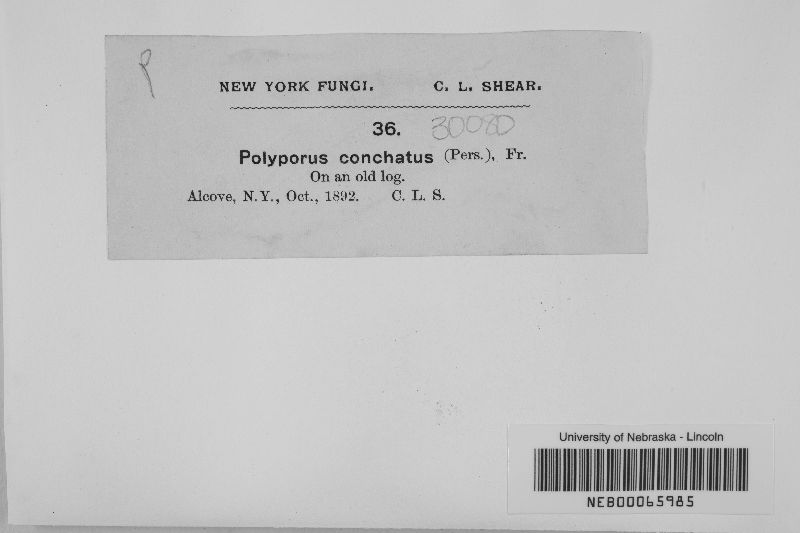 P
NEW YORK FUNGI. C. L. SHEAR.
36. 30080
Polyporus conchatus (Pers.), Fr.
On an old log.
Alcove, N.Y., Oct., 1892. C. L. S.
University of Nebraska - Lincoln
NEB00065985